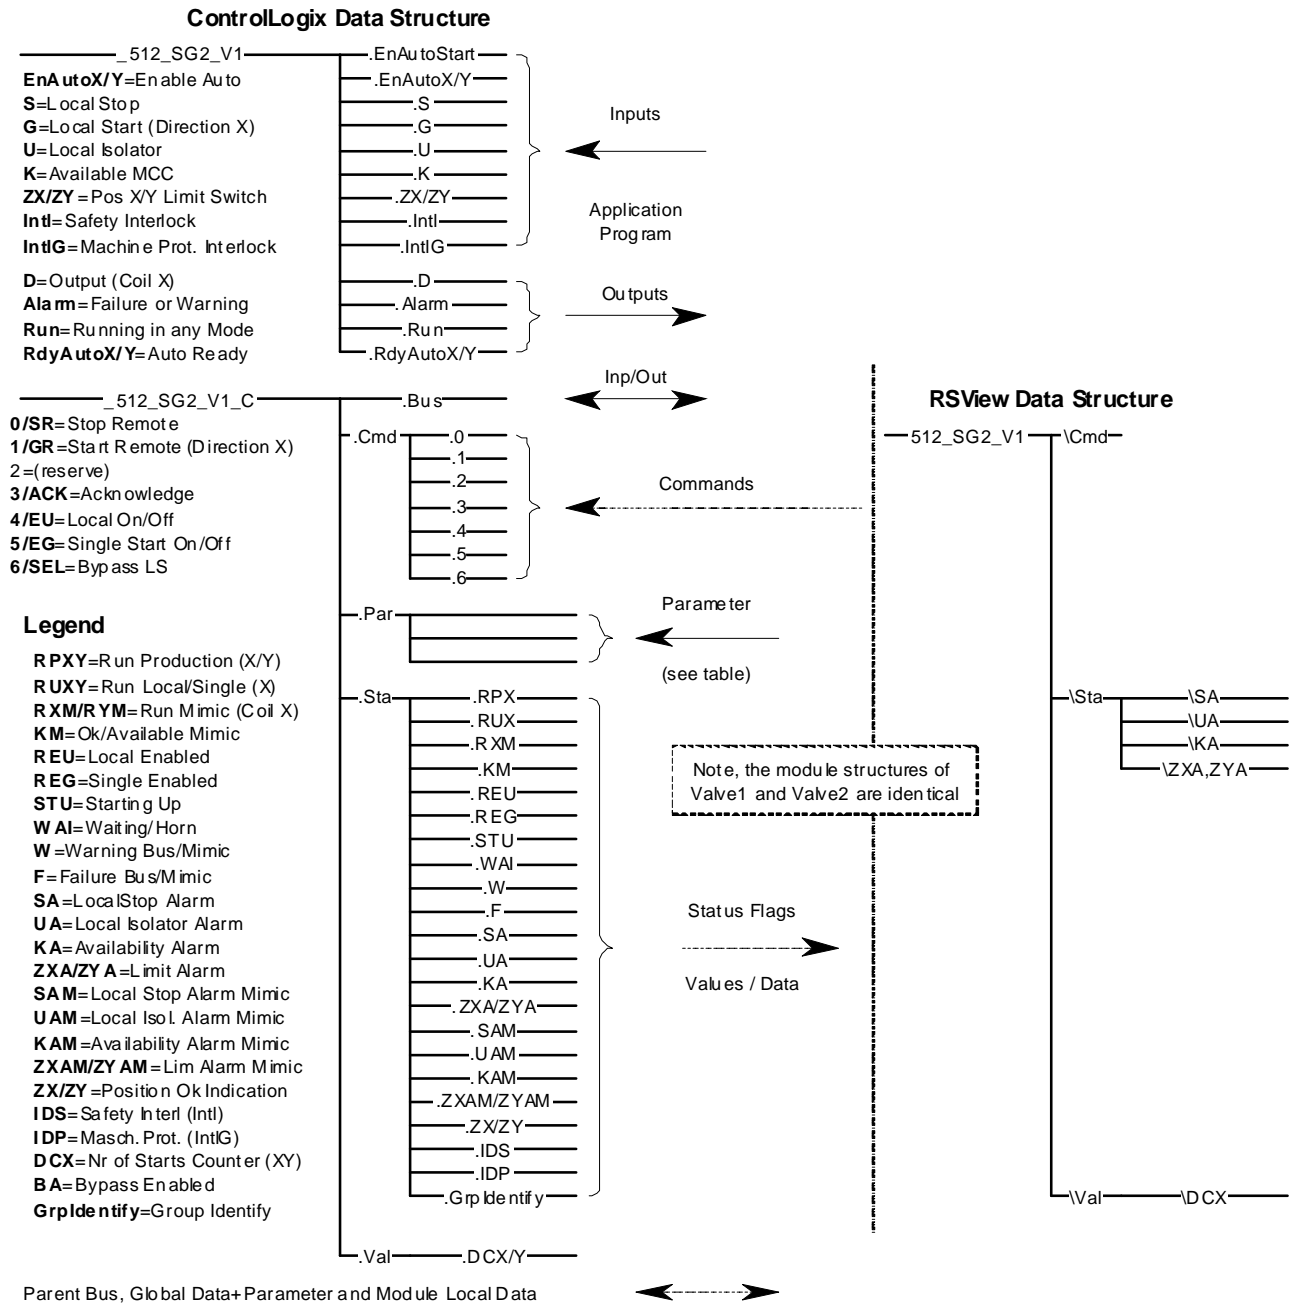 ControlLogix Data Structure
_512_SG2_V1
EnAutoX/Y=Enable Auto
S=Local Stop
G=Local Start (Direction X)
U=Local Isolator
K=Available MCC
ZX/ZY=Pos X/Y Limit Switch
Intl=Safety Interlock
IntlG=Machine Prot. Interlock
D=Output (Coil X)
Alarm=Failure or Warning
Run=Running in any Mode
RdyAutoX/Y=Auto Ready
.EnAutoStart
.EnAutoX/Y
.S
.G
.U
.K
.ZX/ZY
.Intl
.IntlG
.D
.Alarm
.Run
.RdyAutoX/Y
Inputs
Application
Program
Outputs
Inp/Out
_512_SG2_V1_C
0/SR=Stop Remote
1/GR=Start Remote (Direction X)
2=(reserve)
3/ACK=Acknowledge
4/EU=Local On/Off
5/EG=Single Start On/Off
6/SEL=Bypass LS
.Bus
.Cmd
.0
.1
.2
.3
.4
.5
.6
Commands
.Par
Parameter
(see table)
Legend
RPXY=Run Production (X/Y)
RUXY=Run Local/Single (X)
RXM/RYM=Run Mimic (Coil X)
KM=Ok/Available Mimic
REU=Local Enabled
REG=Single Enabled
STU=Starting Up
WAI=Waiting/Horn
W=Warning Bus/Mimic
F=Failure Bus/Mimic
SA=LocalStop Alarm
UA=Local Isolator Alarm
KA=Availability Alarm
ZXA/ZYA=Limit Alarm
SAM=Local Stop Alarm Mimic
UAM=Local Isol. Alarm Mimic
KAM=Availability Alarm Mimic
ZXAM/ZYAM=Lim Alarm Mimic
ZX/ZY=Position Ok Indication
IDS=Safety Interl (Intl)
IDP=Masch. Prot. (IntlG)
DCX=Nr of Starts Counter (XY)
BA=Bypass Enabled
GrpIdentify=Group Identify
.Sta
.RPX
.RUX
.RXM
.KM
.REU
.REG
.STU
.WAI
.W
.F
.SA
.UA
.KA
.ZXA/ZYA
.SAM
.UAM
.KAM
.ZXAM/ZYAM
.ZX/ZY
.IDS
.IDP
.GrpIdentify
.Val
.DCX/Y
Status Flags
Values / Data
Note, the module structures of
Valve1 and Valve2 are identical
RSView Data Structure
512_SG2_V1
\Cmd
\Sta
\SA
\UA
\KA
\ZXA,ZYA
\Val
\DCX
Parent Bus, Global Data+Parameter and Module Local Data